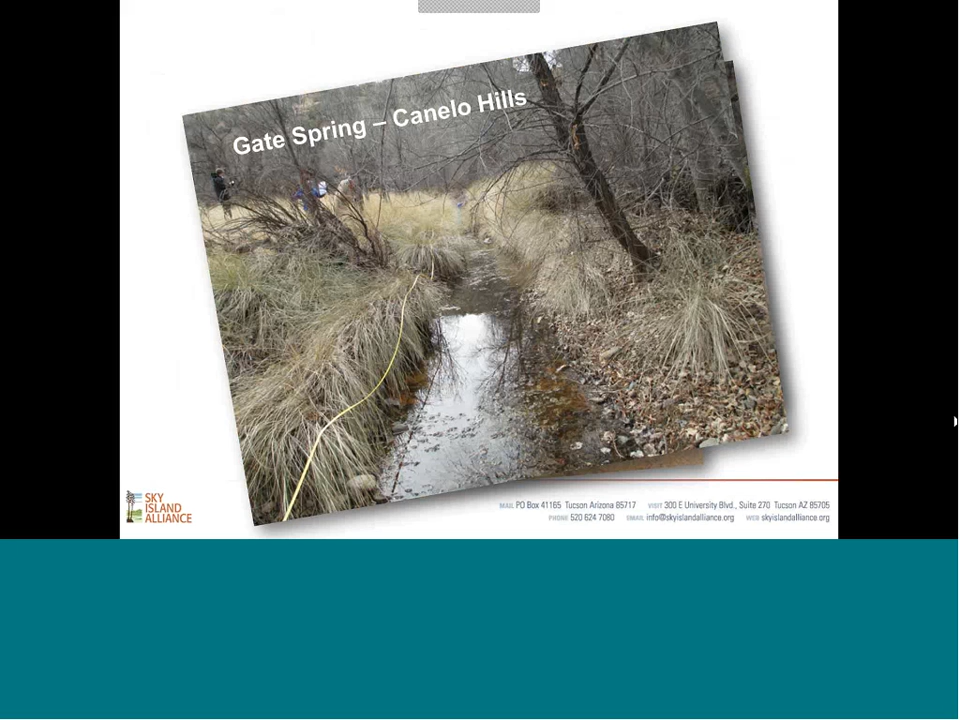 Gate Spring – Canelo Hills
SKY
ISLAND
ALLIANCE
MAIL PO Box 41165 Tucson Arizona 85717 VISIT 300 E University Blvd., Suite 270 Tucson AZ 85705
PHONE 520 624 7080 EMAIL info@skyislandalliance.org WEB skyislandalliance.org